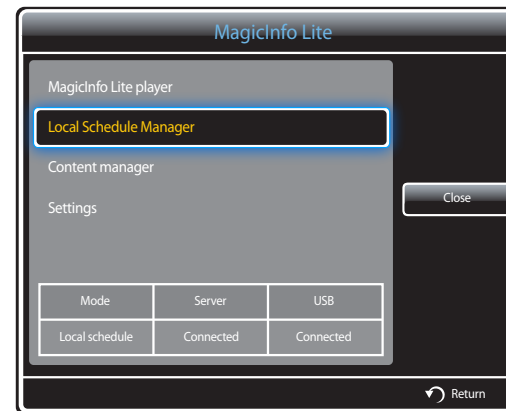 MagicInfo Lite
MagicInfo Lite player
Local Schedule Manager
Content manager
Settings
Close
Mode Server USB
Local schedule Connected Connected
Return